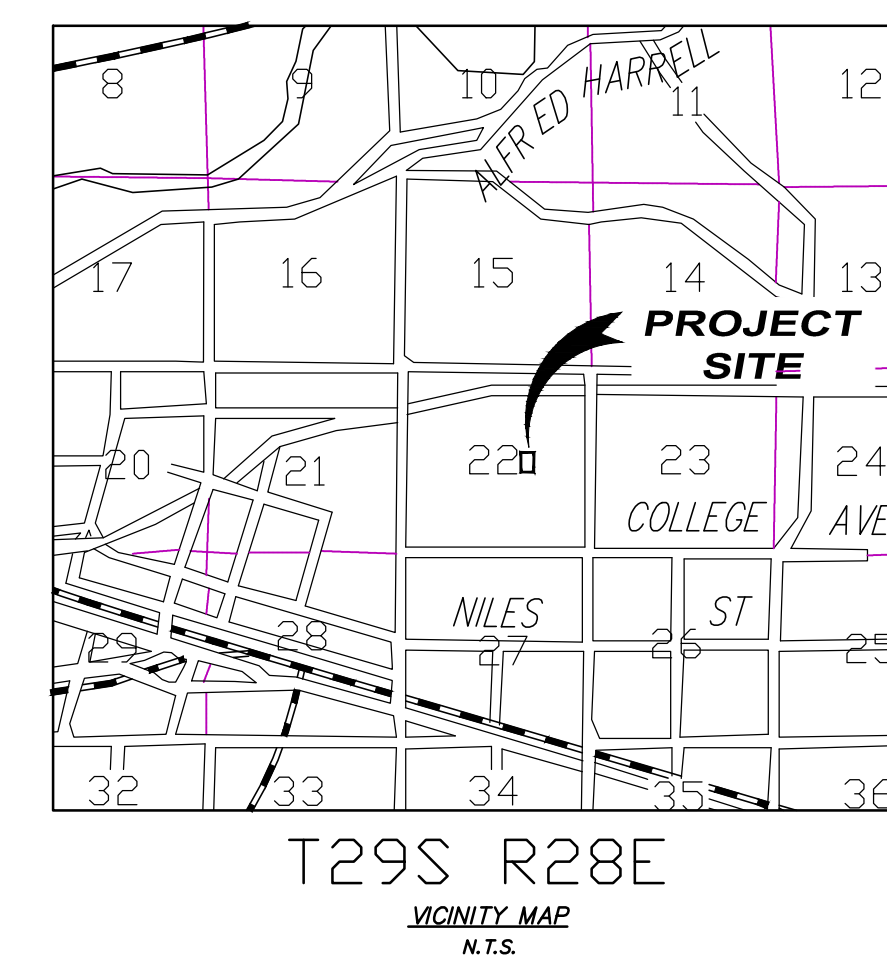 8 9 10 11 12
ALFRED HARRELL
17 16 15 14 13
PROJECT
SITE
20 21 22 23 24
COLLEGE AVE
NILES ST
29 28 27 26 25
32 33 34 35 36
T29S R28E
VICINITY MAP
N.T.S.